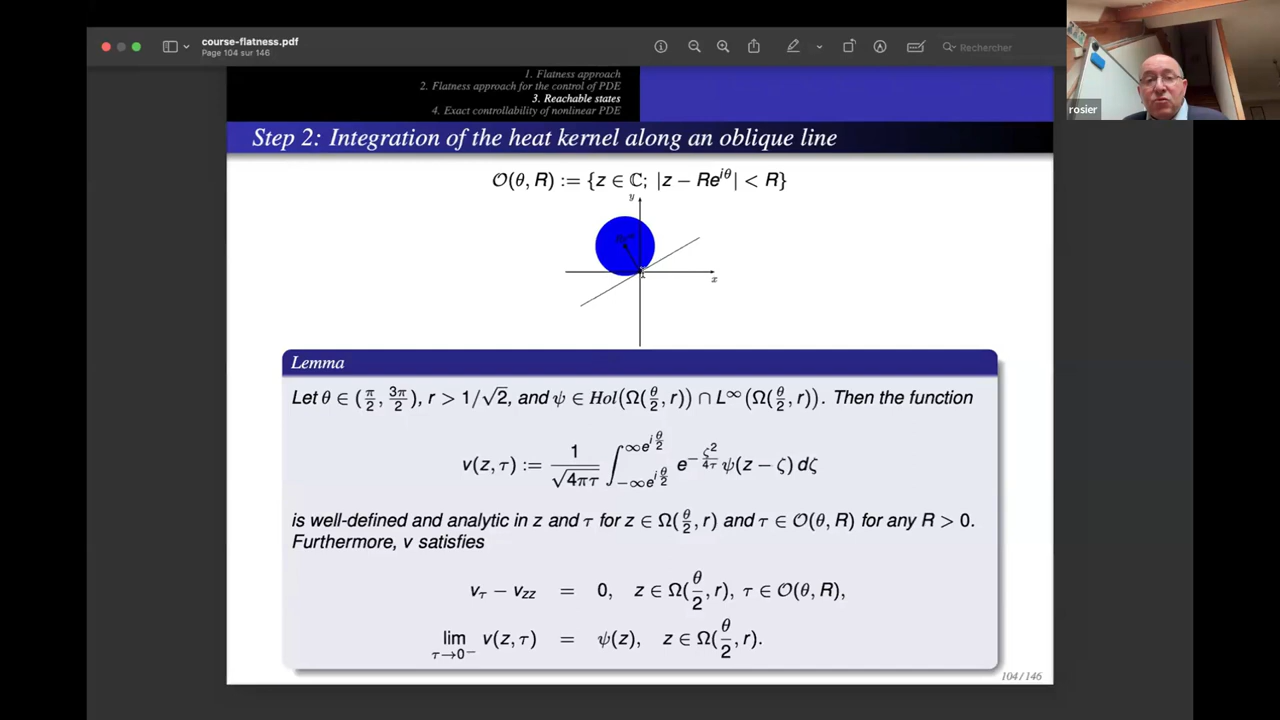 course-flatness.pdf
Page 104 sur 146
Rechercher
rosier
1. Flatness approach
2. Flatness approach for the control of PDE
3. Reachable states
4. Exact controllability of nonlinear PDE
Step 2: Integration of the heat kernel along an oblique line
𝒪(θ, R) := {z ∈ ℂ; |z − Re^{iθ}| < R}
y
x
Lemma
Let θ ∈ (π/2, 3π/2), r > 1/√2, and ψ ∈ Hol(Ω(θ/2, r)) ∩ L^∞(Ω(θ/2, r)). Then the function
v(z, τ) := 1/√(4πτ) ∫_{−∞e^{iθ/2}}^{∞e^{iθ/2}} e^{−ζ²/4τ} ψ(z − ζ) dζ
is well-defined and analytic in z and τ for z ∈ Ω(θ/2, r) and τ ∈ 𝒪(θ, R) for any R > 0.
Furthermore, v satisfies
v_τ − v_zz = 0, z ∈ Ω(θ/2, r), τ ∈ 𝒪(θ, R),
lim_{τ→0⁻} v(z, τ) = ψ(z), z ∈ Ω(θ/2, r).
104 / 146